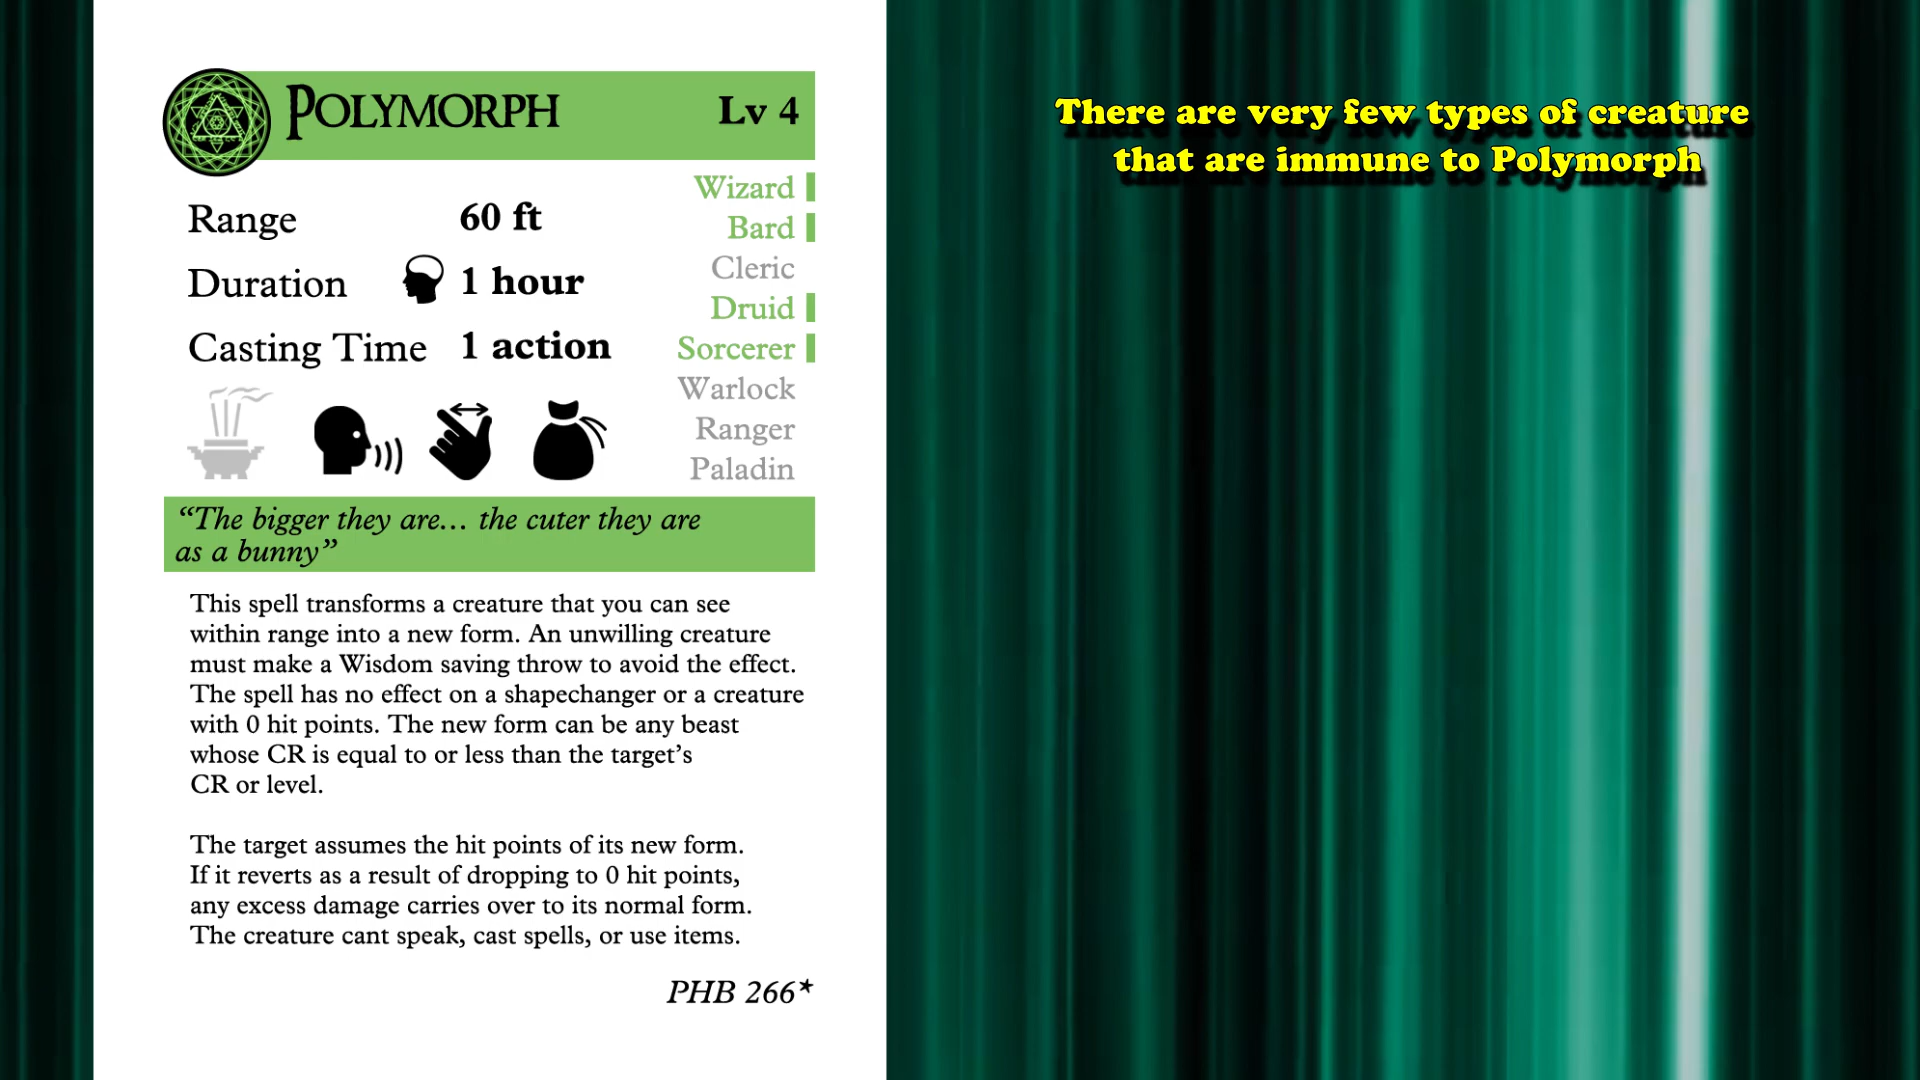 POLYMORPH Lv 4
Range 60 ft
Duration 1 hour
Casting Time 1 action
Wizard
Bard
Cleric
Druid
Sorcerer
Warlock
Ranger
Paladin
“The bigger they are... the cuter they are
as a bunny”
This spell transforms a creature that you can see
within range into a new form. An unwilling creature
must make a Wisdom saving throw to avoid the effect.
The spell has no effect on a shapechanger or a creature
with 0 hit points. The new form can be any beast
whose CR is equal to or less than the target’s
CR or level.
The target assumes the hit points of its new form.
If it reverts as a result of dropping to 0 hit points,
any excess damage carries over to its normal form.
The creature cant speak, cast spells, or use items.
PHB 266*
There are very few types of creature
that are immune to Polymorph